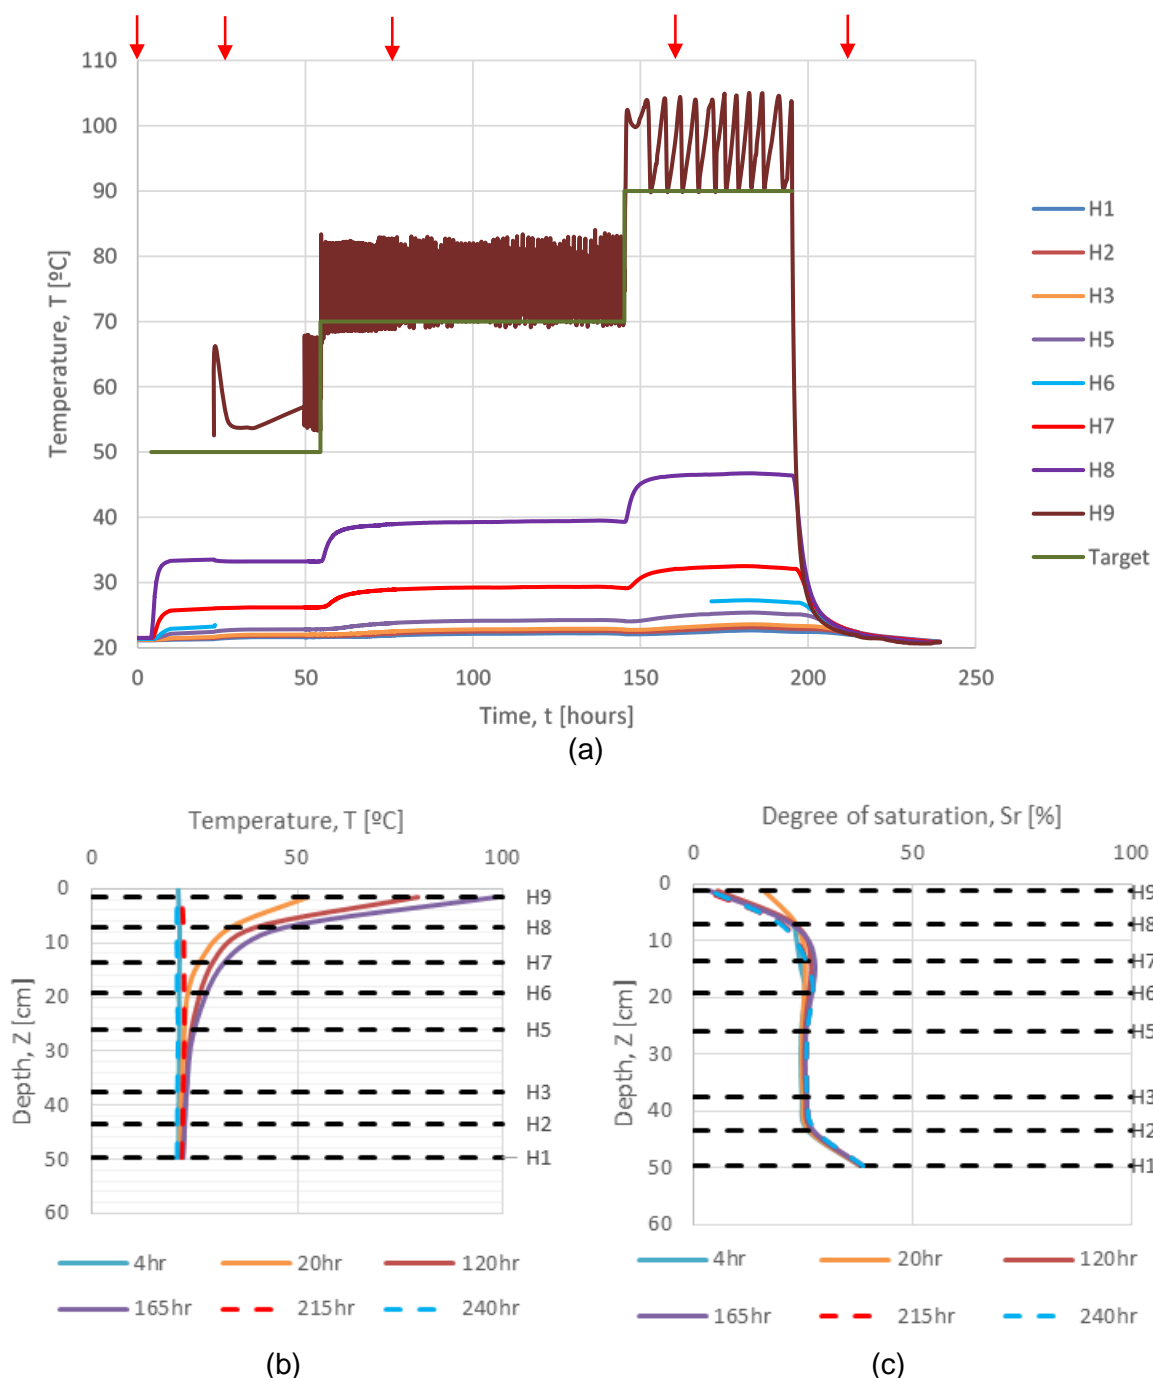 110
100
90
80
70
60
50
40
30
20
Temperature, T [ºC]
0 50 100 150 200 250
Time, t [hours]
H1
H2
H3
H5
H6
H7
H8
H9
Target
(a)
Temperature, T [ºC]
0 50 100
0
10
20
30
40
50
60
Depth, Z [cm]
H9
H8
H7
H6
H5
H3
H2
H1
4hr 20hr 120hr
165hr 215hr 240hr
(b)
Degree of saturation, Sr [%]
0 50 100
0
10
20
30
40
50
60
Depth, Z [cm]
H9
H8
H7
H6
H5
H3
H2
H1
4hr 20hr 120hr
165hr 215hr 240hr
(c)